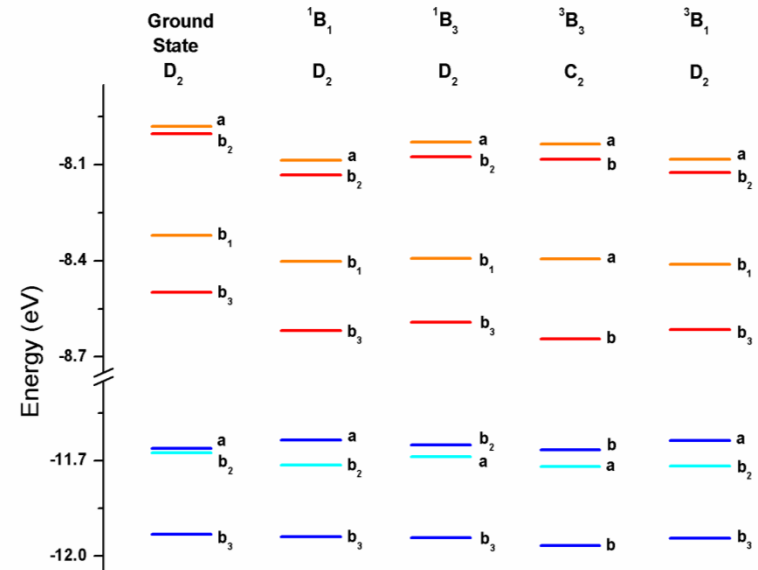 Ground State ¹B₁ ¹B₃ ³B₃ ³B₁
D₂ D₂ D₂ C₂ D₂
a
b₂ a b₂ a b₂ a b a b₂
-8.1
b₁ b₁ b₁ a b₁
-8.4
b₃ b₃ b₃ b b₃
-8.7
Energy (eV)
a a b₂ b a
b₂ b₂ a a b₂
-11.7
b₃ b₃ b₃ b b₃
-12.0